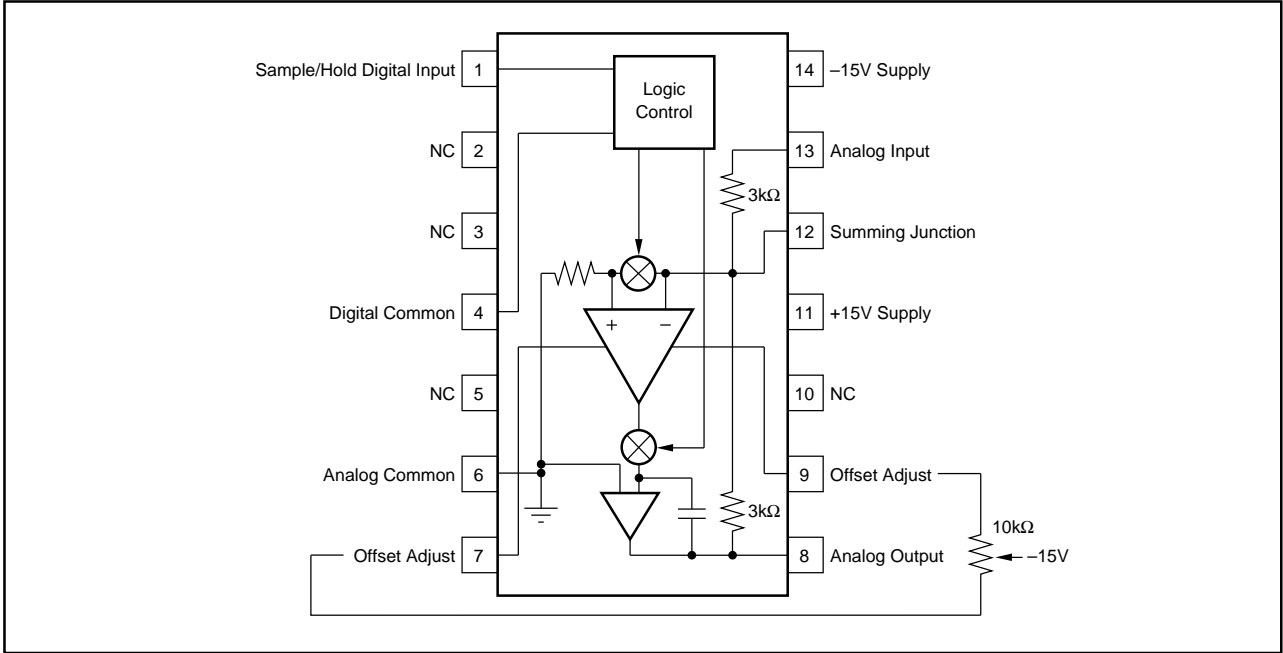 Sample/Hold Digital Input 1
NC 2
NC 3
Digital Common 4
NC 5
Analog Common 6
Offset Adjust 7
Logic
Control
3kΩ
+ –
3kΩ
14 –15V Supply
13 Analog Input
12 Summing Junction
11 +15V Supply
10 NC
9 Offset Adjust
8 Analog Output
10kΩ
–15V